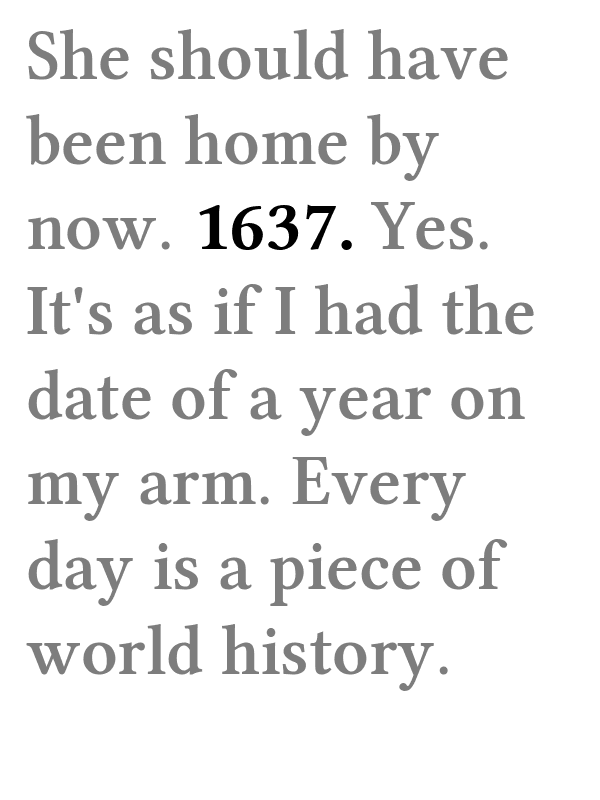 She should have
been home by
now. 1637. Yes.
It's as if I had the
date of a year on
my arm. Every
day is a piece of
world history.